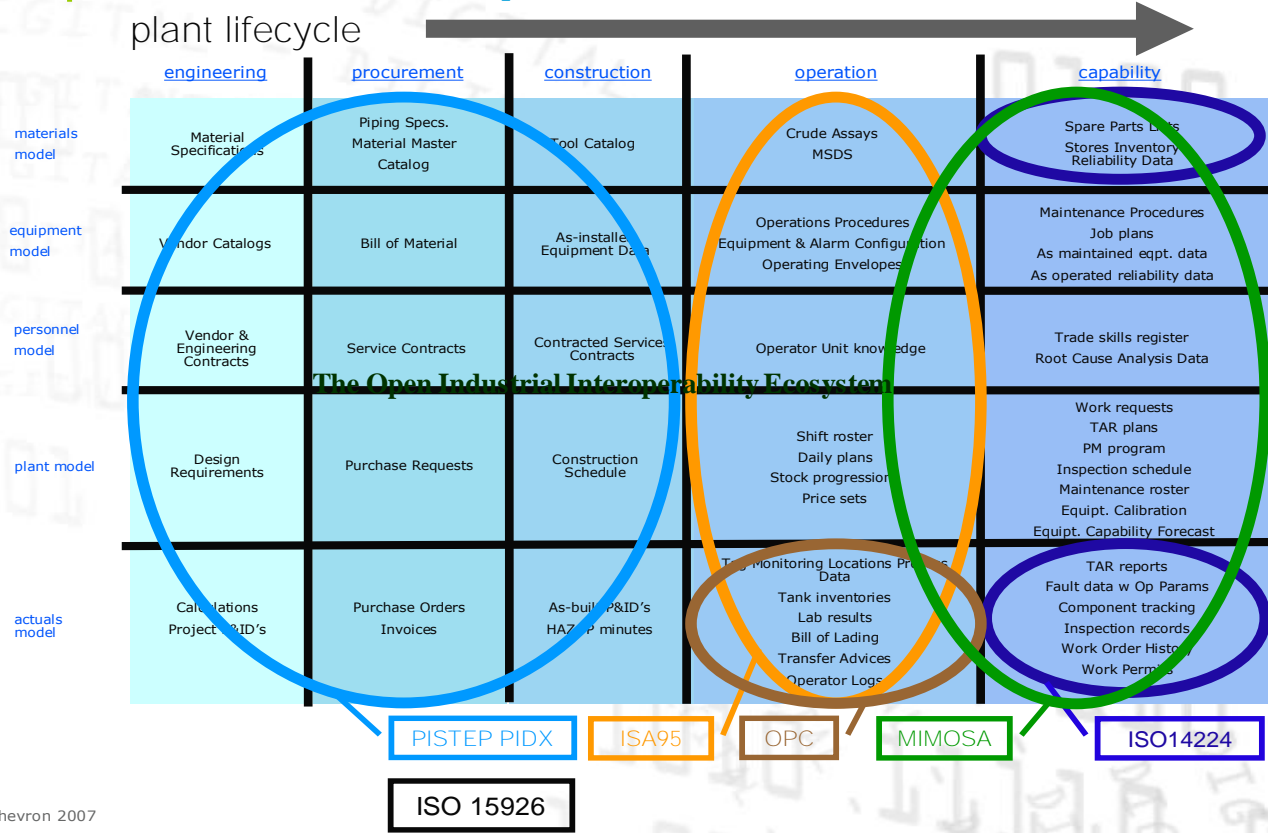 plant lifecycle
engineering
procurement
construction
operation
capability
materials
model
Material
Specifications
Piping Specs.
Material Master
Catalog
Tool Catalog
Crude Assays
MSDS
Spare Parts Lists
Stores Inventory
Reliability Data
equipment
model
Vendor Catalogs
Bill of Material
As-installed
Equipment Data
Operations Procedures
Equipment & Alarm Configuration
Operating Envelopes
Maintenance Procedures
Job plans
As maintained eqpt. data
As operated reliability data
personnel
model
Vendor &
Engineering
Contracts
Service Contracts
Contracted Services
Contracts
Operator Unit knowledge
Trade skills register
Root Cause Analysis Data
The Open Industrial Interoperability Ecosystem
plant model
Design
Requirements
Purchase Requests
Construction
Schedule
Shift roster
Daily plans
Stock progression
Price sets
Work requests
TAR plans
PM program
Inspection schedule
Maintenance roster
Equipt. Calibration
Equipt. Capability Forecast
actuals
model
Calculations
Project P&ID's
Purchase Orders
Invoices
As-built P&ID's
HAZOP minutes
Tag Monitoring Locations Process
Data
Tank inventories
Lab results
Bill of Lading
Transfer Advices
Operator Logs
TAR reports
Fault data w Op Params
Component tracking
Inspection records
Work Order History
Work Permits
PISTEP PIDX
ISA95
OPC
MIMOSA
ISO14224
ISO 15926
hevron 2007